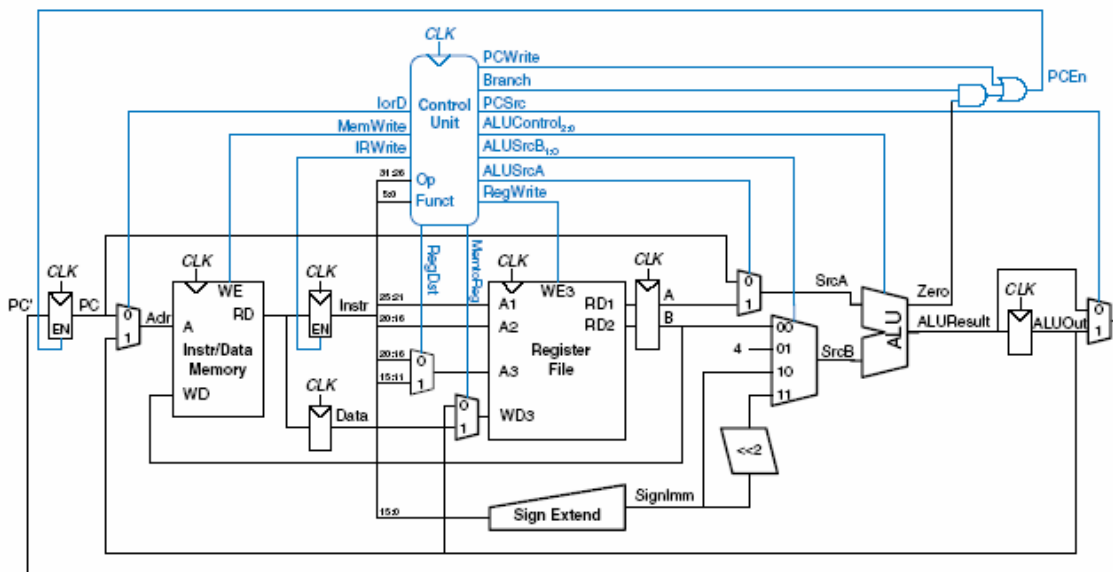 CLK
PCWrite
Branch
PCEn
IorD
Control
Unit
PCSrc
MemWrite
ALUControl2:0
IRWrite
ALUSrcB1:0
31:26
Op
ALUSrcA
5:0
Funct
RegWrite
RegDst
MemtoReg
CLK
CLK
CLK
CLK
CLK
PC'
PC
EN
0
1
Adr
WE
RD
A
Instr/Data
Memory
WD
EN
Instr
25:21
20:16
20:16
15:11
0
1
A1
A2
A3
WD3
WE3
RD1
RD2
Register
File
A
B
0
1
SrcA
4
00
01
10
11
SrcB
ALU
Zero
ALUResult
CLK
ALUOut
0
1
CLK
Data
0
1
<<2
SignImm
15:0
Sign Extend